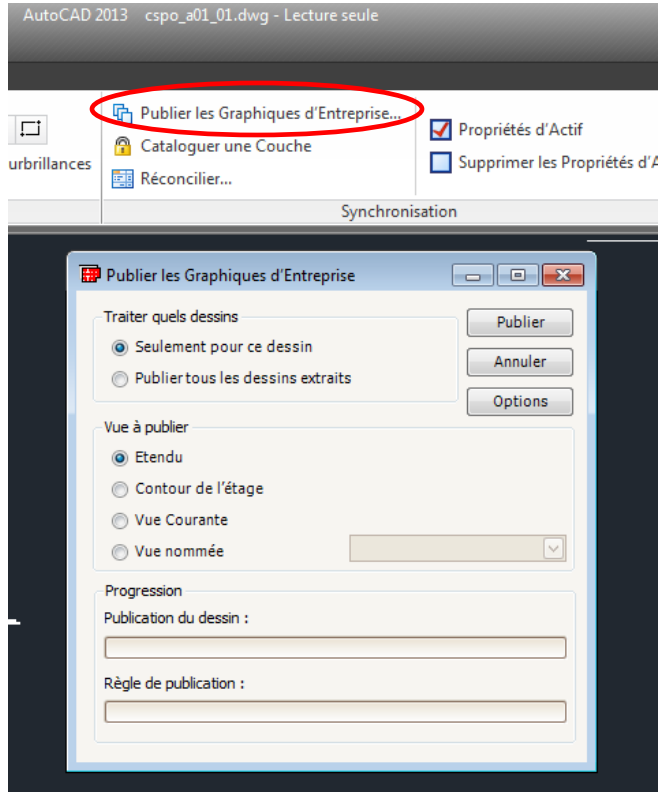 AutoCAD 2013 cspo_a01_01.dwg - Lecture seule
Publier les Graphiques d'Entreprise...
Cataloguer une Couche
Réconcilier...
urbrillances
Propriétés d'Actif
Supprimer les Propriétés d'A
Synchronisation
Publier les Graphiques d'Entreprise
Traiter quels dessins
Seulement pour ce dessin
Publier tous les dessins extraits
Publier
Annuler
Options
Vue à publier
Etendu
Contour de l'étage
Vue Courante
Vue nommée
Progression
Publication du dessin :
Règle de publication :